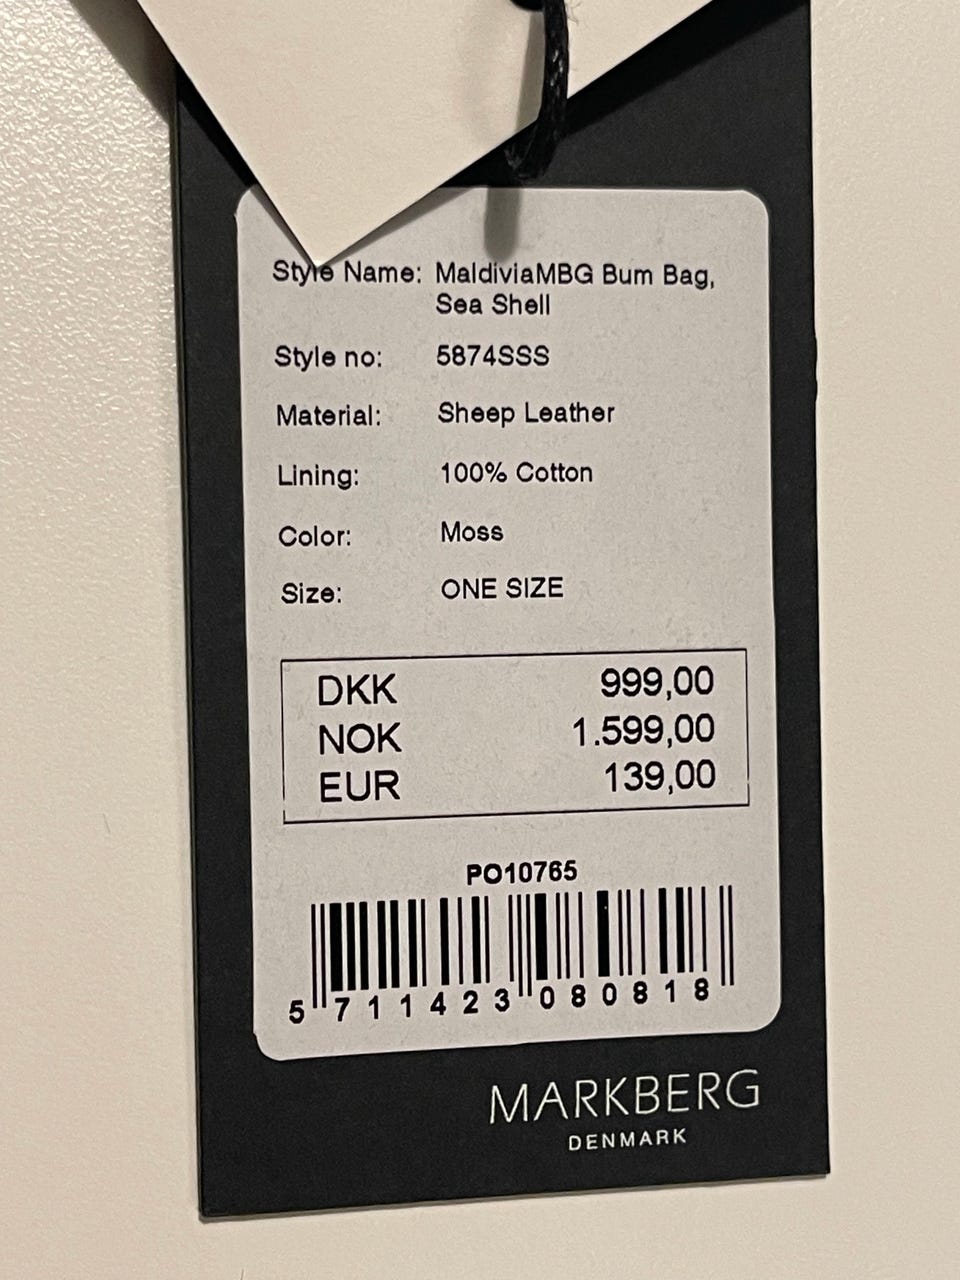 Style Name: MaldiviaMBG Bum Bag,
Sea Shell
Style no: 5874SSS
Material: Sheep Leather
Lining: 100% Cotton
Color: Moss
Size: ONE SIZE
DKK 999,00
NOK 1.599,00
EUR 139,00
PO10765
5 711423 080818
MARKBERG
DENMARK